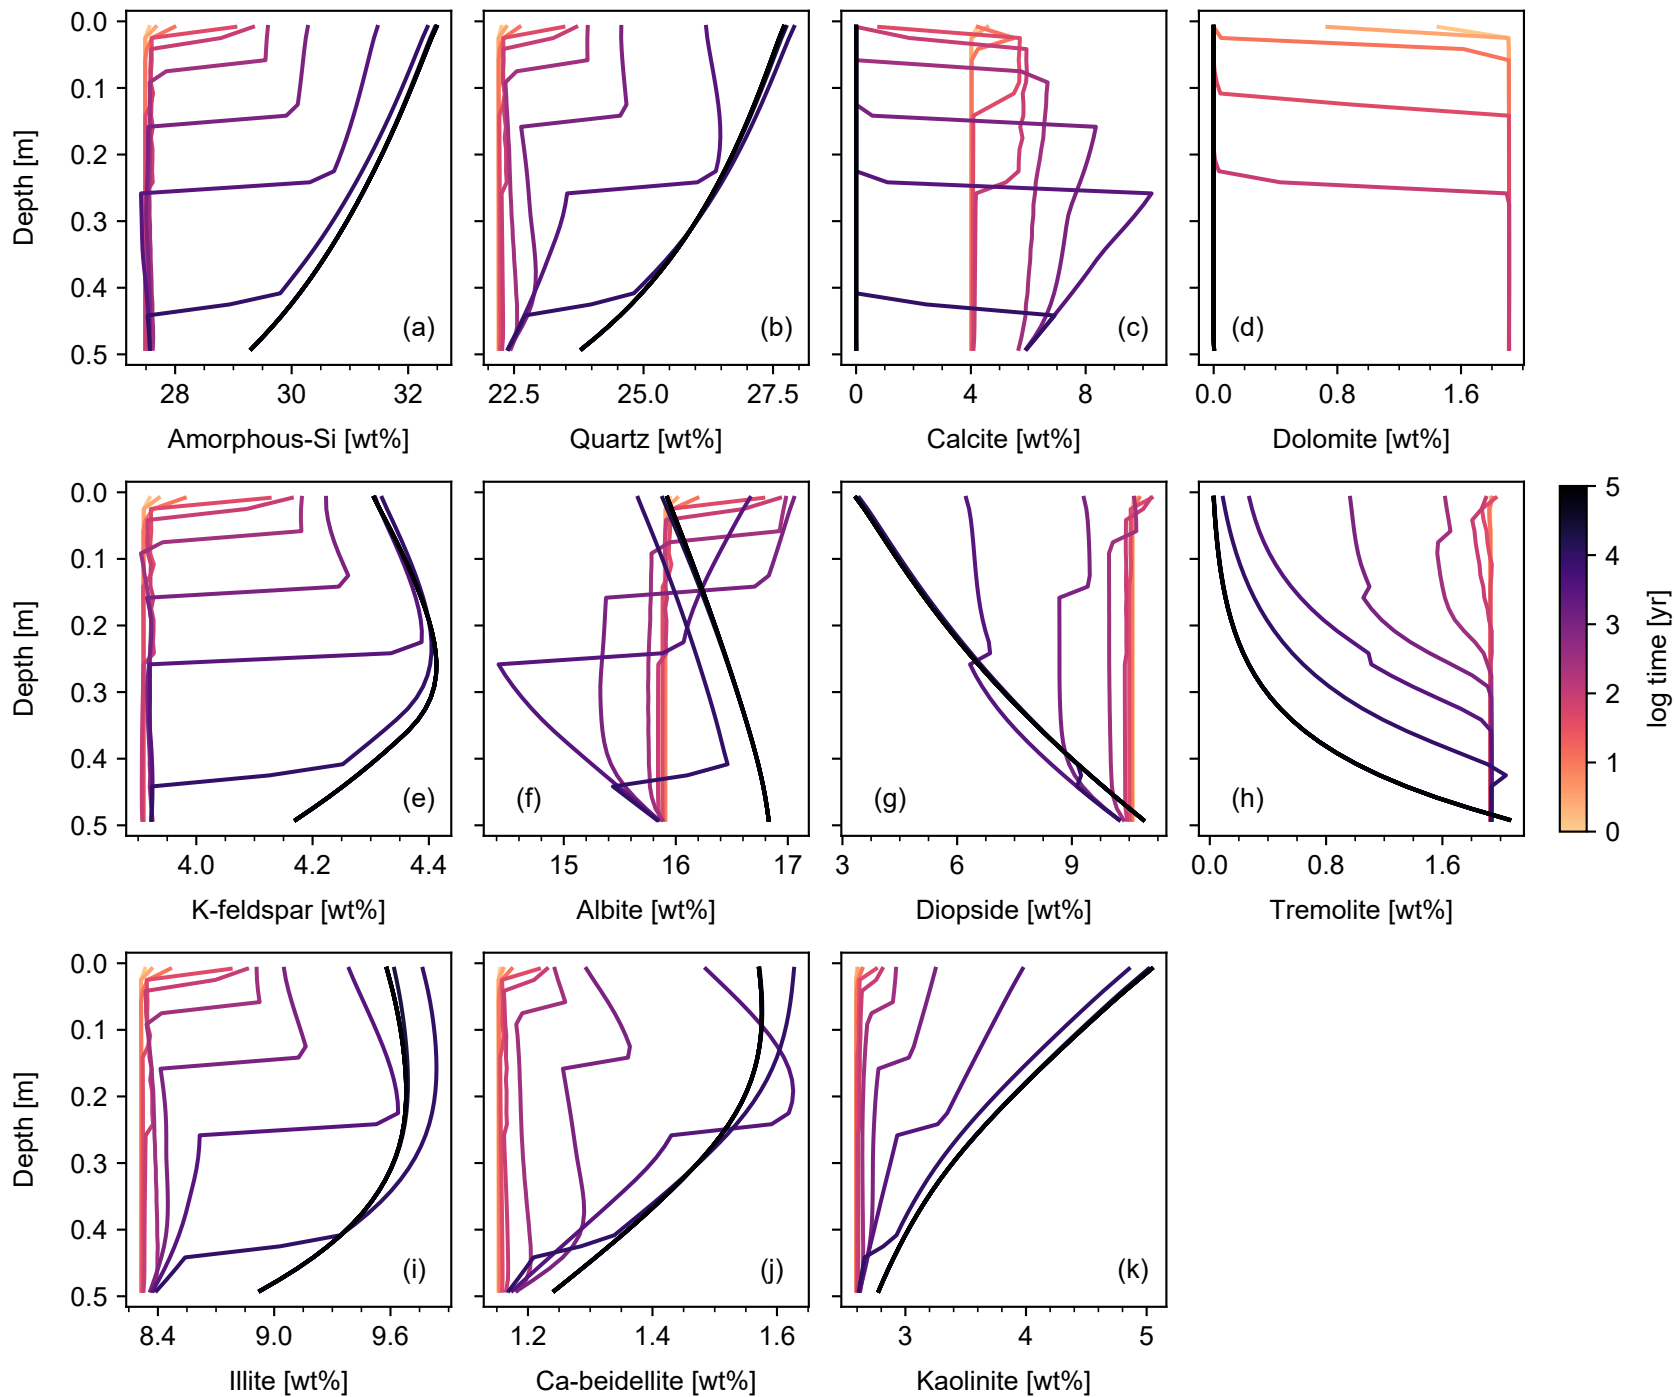 0.0
0.1
0.2
0.3
0.4
0.5
Depth [m]
(a)
(b)
(c)
(d)
28 30 32
22.5 25.0 27.5
0 4 8
0.0 0.8 1.6
Amorphous-Si [wt%]
Quartz [wt%]
Calcite [wt%]
Dolomite [wt%]
0.0
0.1
0.2
0.3
0.4
0.5
Depth [m]
(e)
(f)
(g)
(h)
4.0 4.2 4.4
15 16 17
3 6 9
0.0 0.8 1.6
K-feldspar [wt%]
Albite [wt%]
Diopside [wt%]
Tremolite [wt%]
5
4
3
2
1
0
log time [yr]
0.0
0.1
0.2
0.3
0.4
0.5
Depth [m]
(i)
(j)
(k)
8.4 9.0 9.6
1.2 1.4 1.6
3 4 5
Illite [wt%]
Ca-beidellite [wt%]
Kaolinite [wt%]